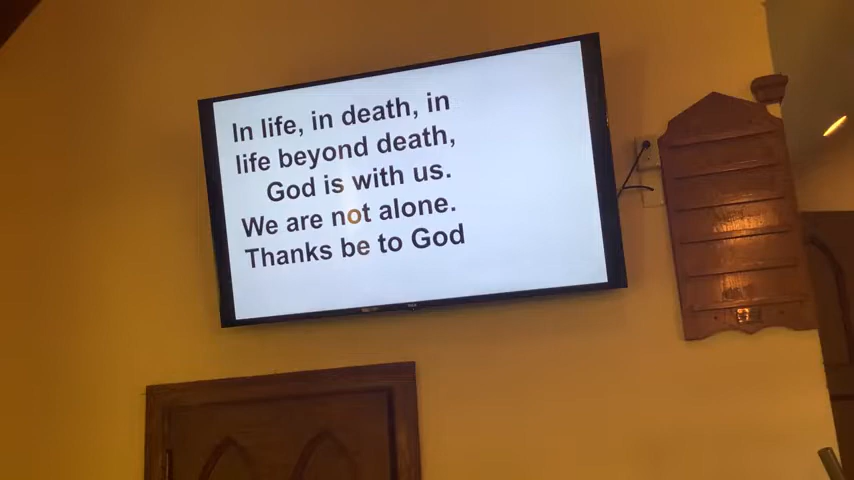 In life, in death, in
life beyond death,
God is with us.
We are not alone.
Thanks be to God